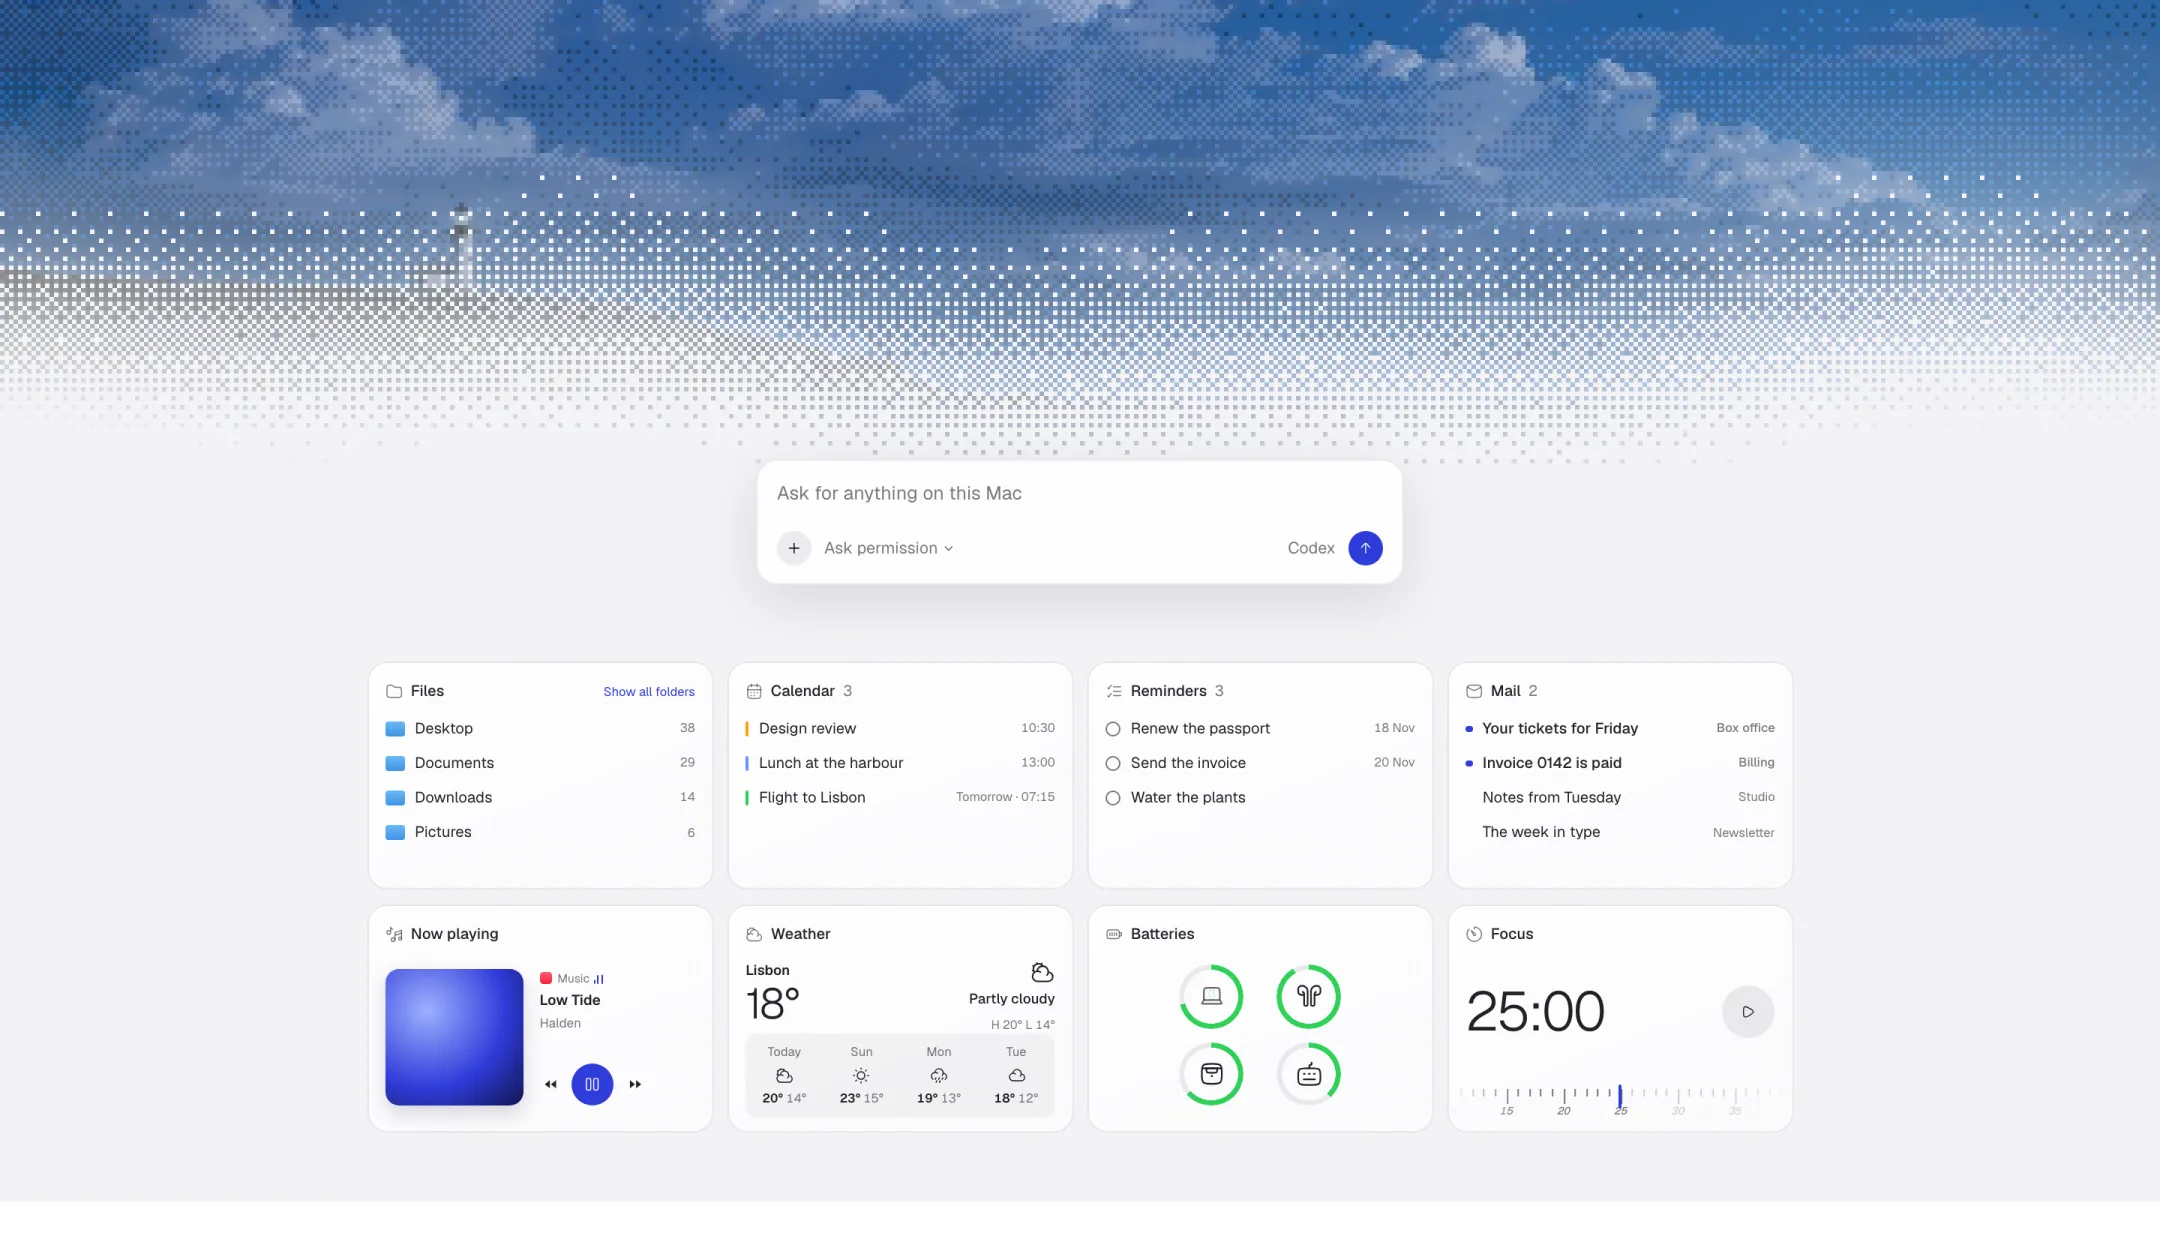 Ask for anything on this Mac
Ask permission
Codex
Files
Show all folders
Desktop 38
Documents 29
Downloads 14
Pictures 6
Calendar 3
Design review 10:30
Lunch at the harbour 13:00
Flight to Lisbon Tomorrow · 07:15
Reminders 3
Renew the passport 18 Nov
Send the invoice 20 Nov
Water the plants
Mail 2
Your tickets for Friday Box office
Invoice 0142 is paid Billing
Notes from Tuesday Studio
The week in type Newsletter
Now playing
Music
Low Tide
Halden
Weather
Lisbon
18°
Partly cloudy
H 20° L 14°
Today Sun Mon Tue
20° 14° 23° 15° 19° 13° 18° 12°
Batteries
Focus
25:00
15 20 25 30 35